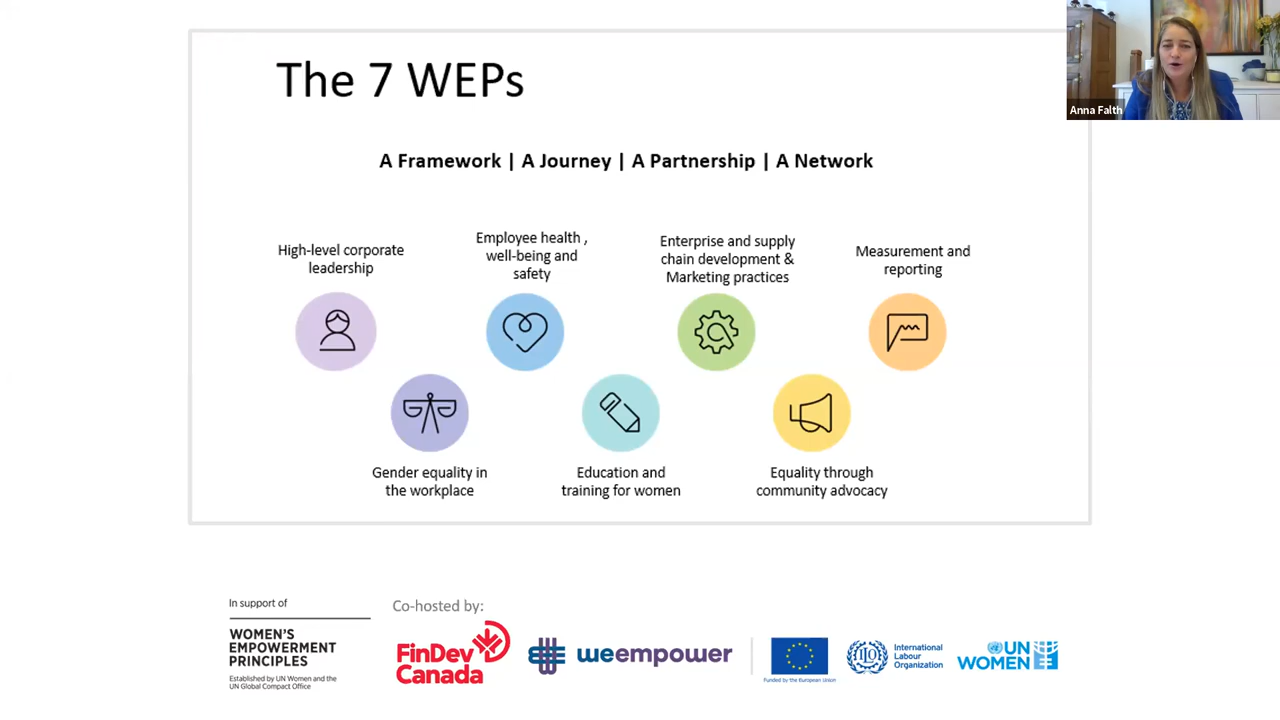 The 7 WEPs
A Framework | A Journey | A Partnership | A Network
High-level corporate
leadership
Employee health ,
well-being and
safety
Enterprise and supply
chain development &
Marketing practices
Measurement and
reporting
Gender equality in
the workplace
Education and
training for women
Equality through
community advocacy
Anna Falth
In support of
WOMEN'S
EMPOWERMENT
PRINCIPLES
Established by UN Women and the
UN Global Compact Office
Co-hosted by:
FinDev
Canada
weempower
Funded by the European Union
International
Labour
Organization
UN
WOMEN